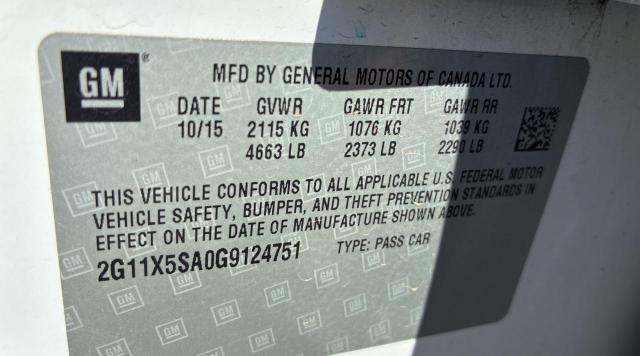 GM ®
MFD BY GENERAL MOTORS OF CANADA LTD.
DATE GVWR GAWR FRT GAWR RR
10/15 2115 KG 1076 KG 1039 KG
4663 LB 2373 LB 2290 LB
THIS VEHICLE CONFORMS TO ALL APPLICABLE U.S. FEDERAL MOTOR
VEHICLE SAFETY, BUMPER, AND THEFT PREVENTION STANDARDS IN
EFFECT ON THE DATE OF MANUFACTURE SHOWN ABOVE.
2G11X5SA0G9124751 TYPE: PASS CAR